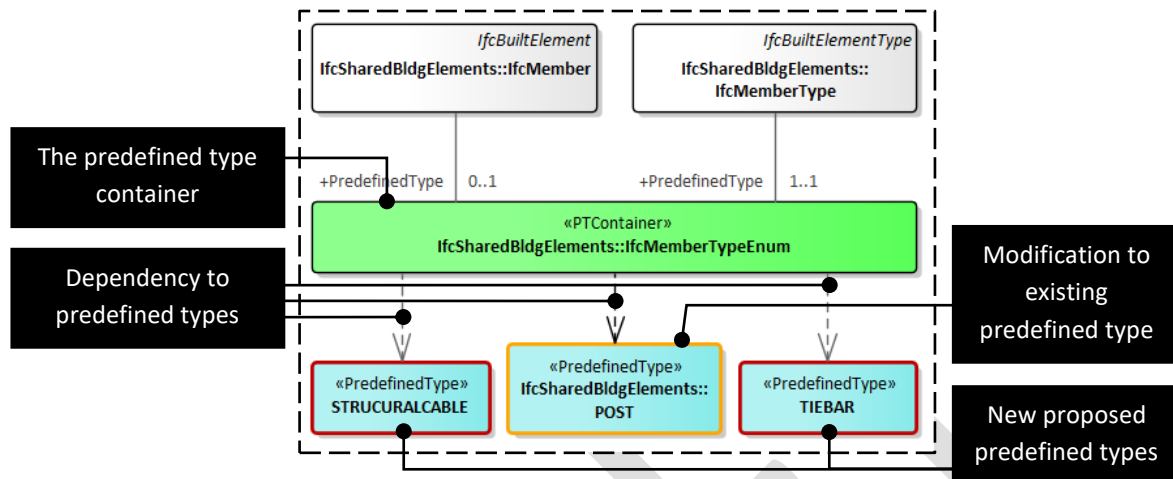 IfcBuiltElement
IfcSharedBldgElements::IfcMember
IfcBuiltElementType
IfcSharedBldgElements::
IfcMemberType
The predefined type
container
+PredefinedType 0..1
+PredefinedType 1..1
«PTContainer»
IfcSharedBldgElements::IfcMemberTypeEnum
Dependency to
predefined types
Modification to
existing
predefined type
«PredefinedType»
STRUCURALCABLE
«PredefinedType»
IfcSharedBldgElements::
POST
«PredefinedType»
TIEBAR
New proposed
predefined types